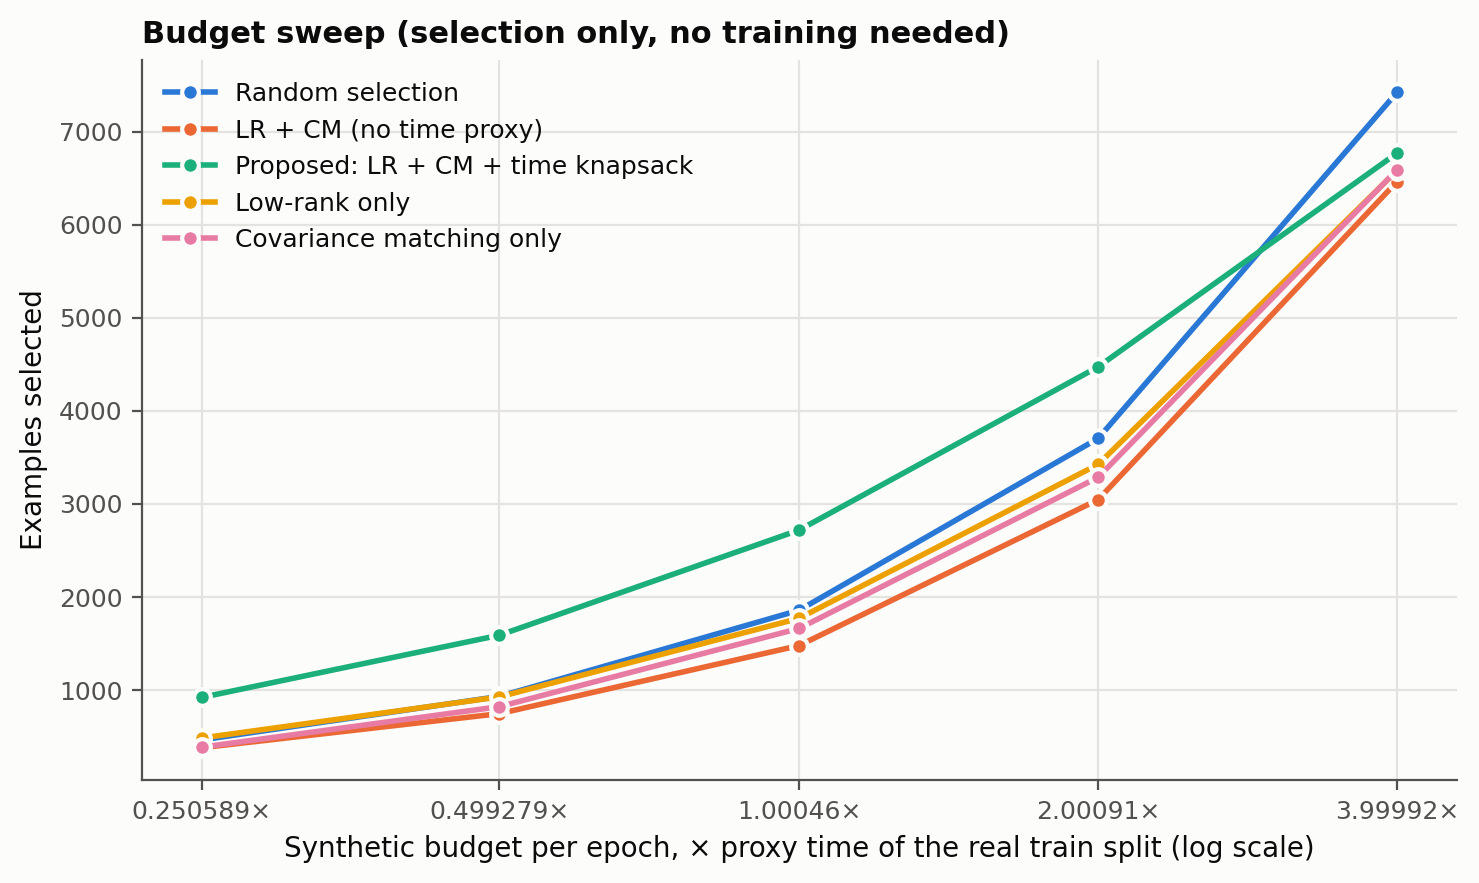 Budget sweep (selection only, no training needed)
Random selection
LR + CM (no time proxy)
Proposed: LR + CM + time knapsack
Low-rank only
Covariance matching only
Examples selected
7000
6000
5000
4000
3000
2000
1000
0.250589× 0.499279× 1.00046× 2.00091× 3.99992×
Synthetic budget per epoch, × proxy time of the real train split (log scale)